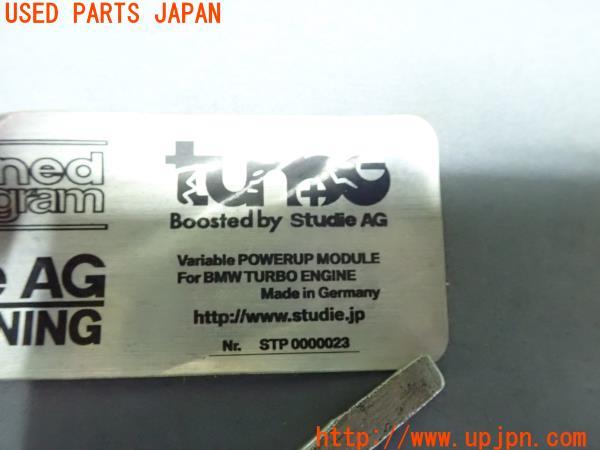 USED PARTS JAPAN
ned
gram
Boosted by Studie AG
e AG
NING
Variable POWERUP MODULE
For BMW TURBO ENGINE
Made in Germany
http://www.studie.jp
Nr. STP 0000023
http://www.upjpn.com/